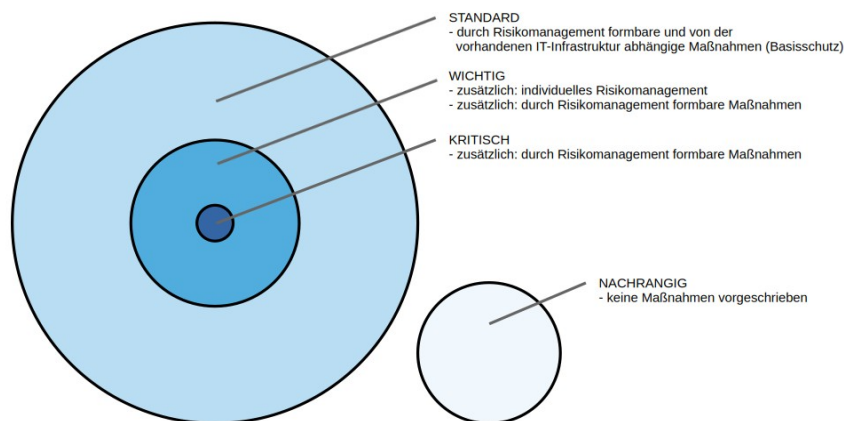 STANDARD
- durch Risikomanagement formbare und von der
vorhandenen IT-Infrastruktur abhängige Maßnahmen (Basisschutz)
WICHTIG
- zusätzlich: individuelles Risikomanagement
- zusätzlich: durch Risikomanagement formbare Maßnahmen
KRITISCH
- zusätzlich: durch Risikomanagement formbare Maßnahmen
NACHRANGIG
- keine Maßnahmen vorgeschrieben